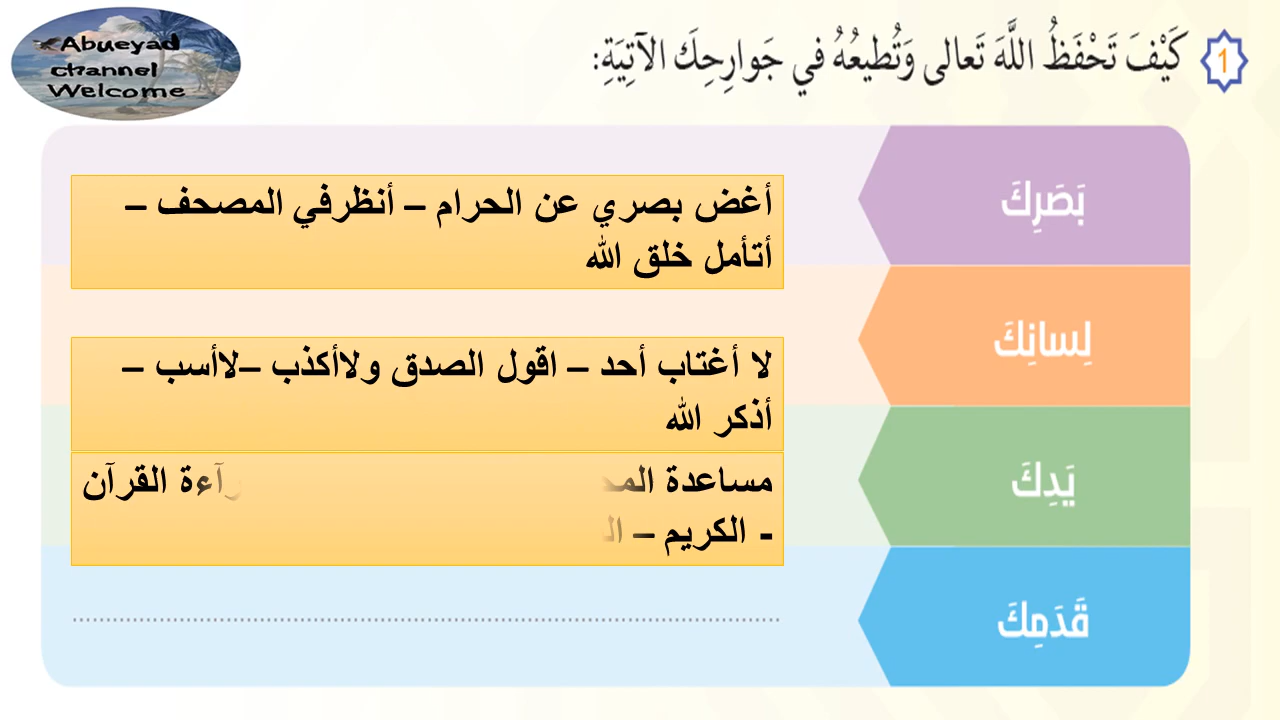 Abueyad
channel
Welcome
1 كَيْفَ تَحْفَظُ اللَّهَ تَعالى وَتُطيعُهُ في جَوارِحِكَ الآتِيَةِ:
بَصَرِكَ
أغض بصري عن الحرام – أنظرفي المصحف –
أتأمل خلق الله
لِسانِكَ
لا أغتاب أحد – اقول الصدق ولاأكذب –لاأسب –
أذكر الله
يَدِكَ
مساعدة القرآن
- الكريم –
قَدَمِكَ